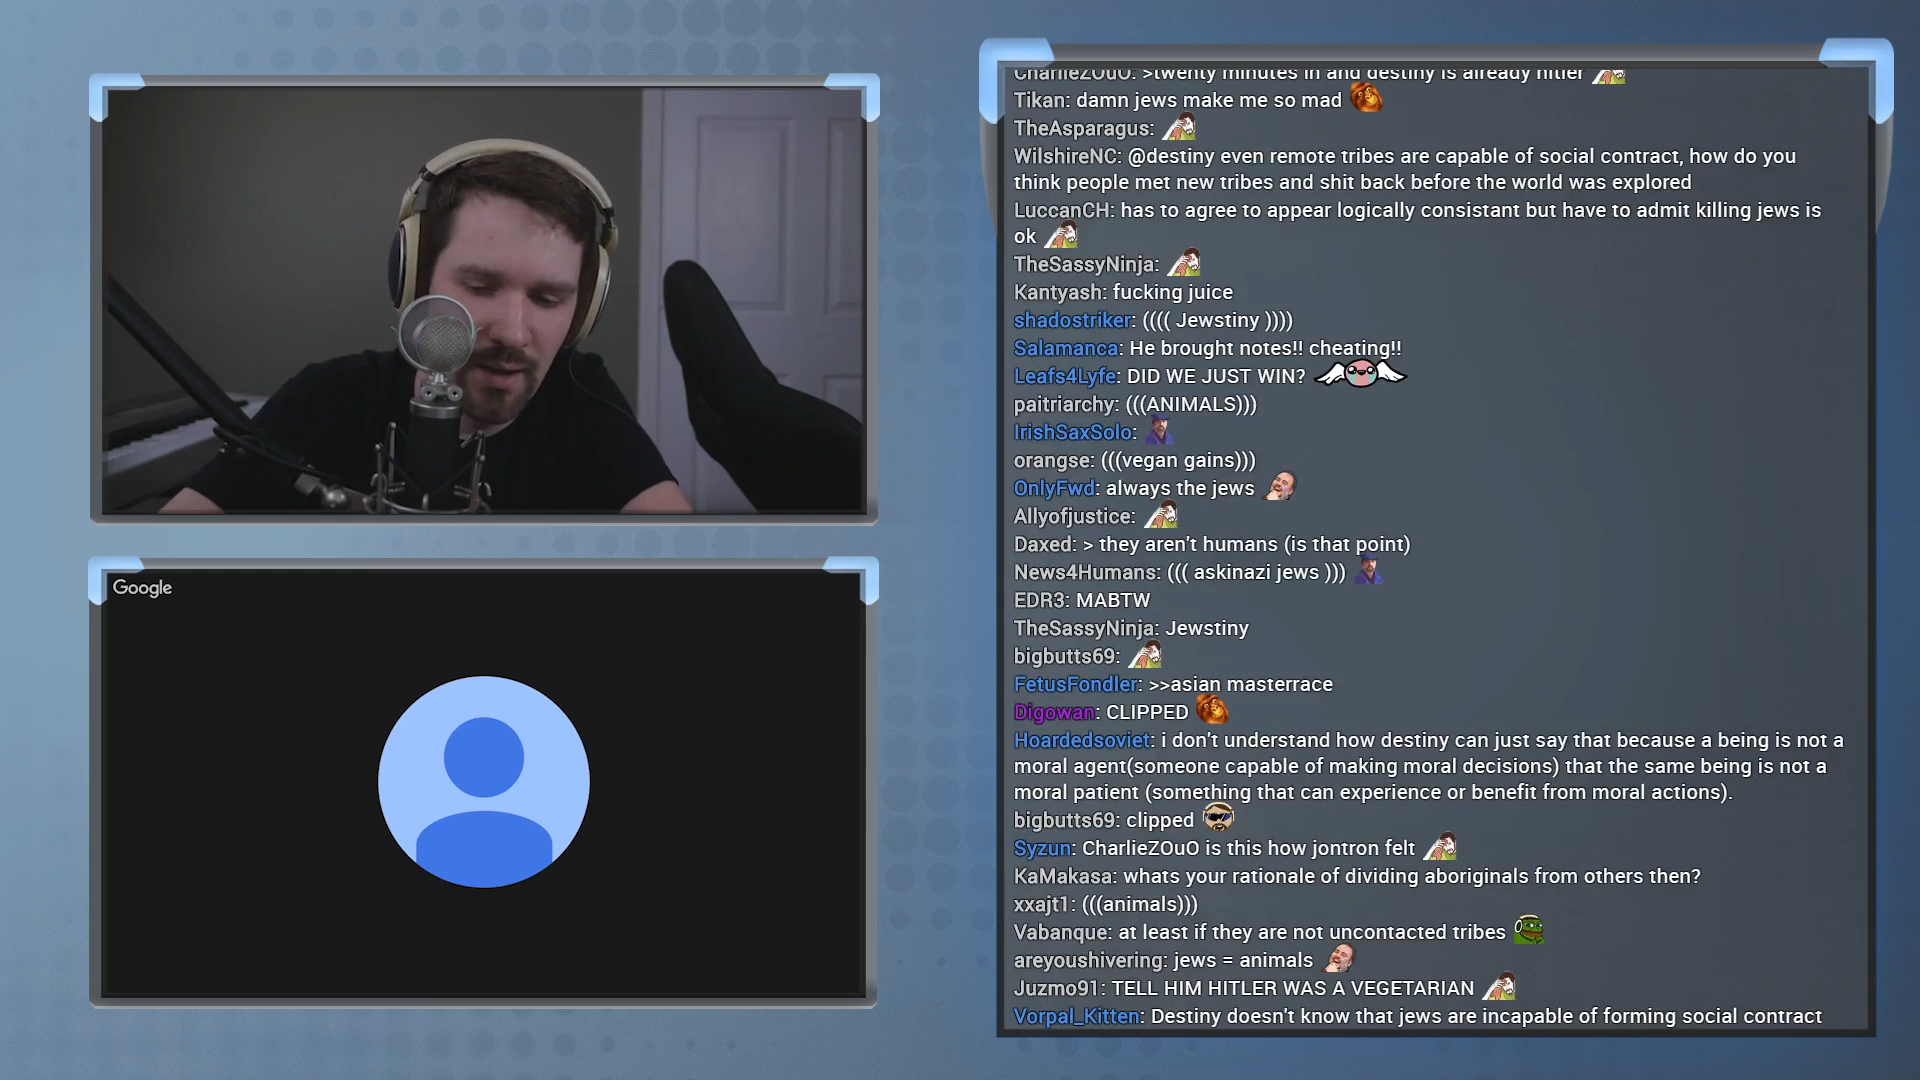 Google
CharlieZOuO: >twenty minutes in and destiny is already hitler
Tikan: damn jews make me so mad
TheAsparagus:
WilshireNC: @destiny even remote tribes are capable of social contract, how do you
think people met new tribes and shit back before the world was explored
LuccanCH: has to agree to appear logically consistant but have to admit killing jews is
ok
TheSassyNinja:
Kantyash: fucking juice
shadostriker: (((( Jewstiny ))))
Salamanca: He brought notes!! cheating!!
Leafs4Lyfe: DID WE JUST WIN?
paitriarchy: (((ANIMALS)))
IrishSaxSolo:
orangse: (((vegan gains)))
OnlyFwd: always the jews
Allyofjustice:
Daxed: > they aren't humans (is that point)
News4Humans: ((( askinazi jews )))
EDR3: MABTW
TheSassyNinja: Jewstiny
bigbutts69:
FetusFondler: >>asian masterrace
Digowan: CLIPPED
Hoardedsoviet: i don't understand how destiny can just say that because a being is not a
moral agent(someone capable of making moral decisions) that the same being is not a
moral patient (something that can experience or benefit from moral actions).
bigbutts69: clipped
Syzun: CharlieZOuO is this how jontron felt
KaMakasa: whats your rationale of dividing aboriginals from others then?
xxajt1: (((animals)))
Vabanque: at least if they are not uncontacted tribes
areyoushivering: jews = animals
Juzmo91: TELL HIM HITLER WAS A VEGETARIAN
Vorpal_Kitten: Destiny doesn't know that jews are incapable of forming social contract